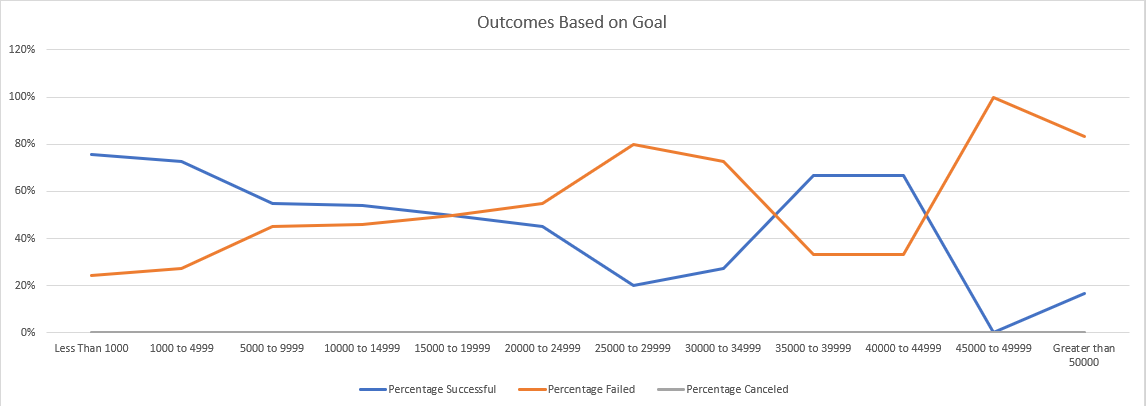 Outcomes Based on Goal
120%
100%
80%
60%
40%
20%
0%
Less Than 1000 1000 to 4999 5000 to 9999 10000 to 14999 15000 to 19999 20000 to 24999 25000 to 29999 30000 to 34999 35000 to 39999 40000 to 44999 45000 to 49999 Greater than
50000
Percentage Successful Percentage Failed Percentage Canceled